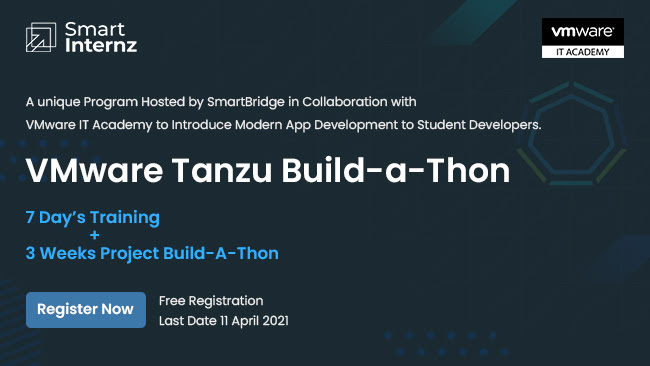 Smart
Internz
vmware®
IT ACADEMY
A unique Program Hosted by SmartBridge in Collaboration with
VMware IT Academy to Introduce Modern App Development to Student Developers.
VMware Tanzu Build-a-Thon
7 Day's Training
+
3 Weeks Project Build-A-Thon
Register Now
Free Registration
Last Date 11 April 2021